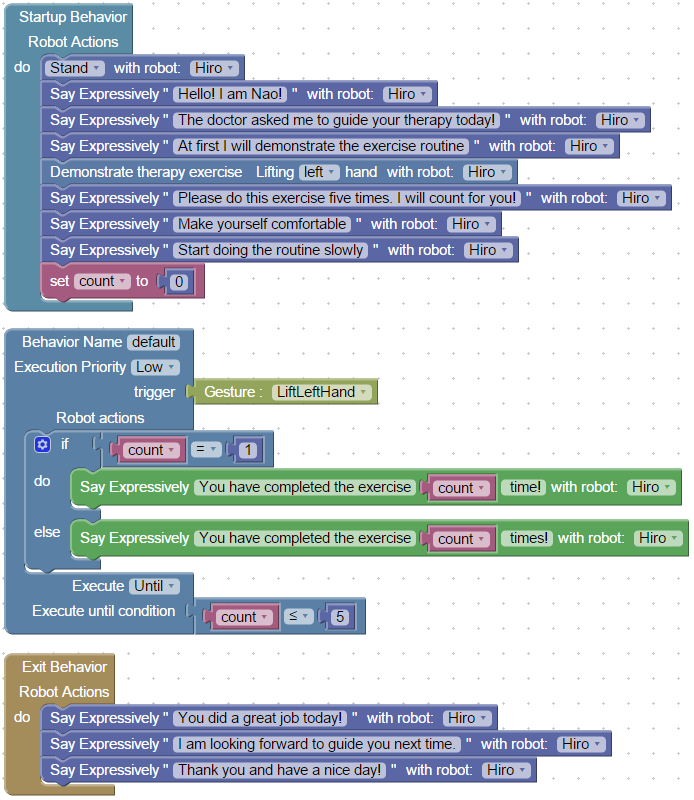 Startup Behavior
Robot Actions
do Stand with robot: Hiro
Say Expressively " Hello! I am Nao! " with robot: Hiro
Say Expressively " The doctor asked me to guide your therapy today! " with robot: Hiro
Say Expressively " At first I will demonstrate the exercise routine " with robot: Hiro
Demonstrate therapy exercise Lifting left hand with robot: Hiro
Say Expressively " Please do this exercise five times. I will count for you! " with robot: Hiro
Say Expressively " Make yourself comfortable " with robot: Hiro
Say Expressively " Start doing the routine slowly " with robot: Hiro
set count to 0
Behavior Name default
Execution Priority Low
trigger Gesture : LiftLeftHand
Robot actions
if count = 1
do Say Expressively You have completed the exercise count time! with robot: Hiro
else Say Expressively You have completed the exercise count times! with robot: Hiro
Execute Until
Execute until condition count ≤ 5
Exit Behavior
Robot Actions
do Say Expressively " You did a great job today! " with robot: Hiro
Say Expressively " I am looking forward to guide you next time. " with robot: Hiro
Say Expressively " Thank you and have a nice day! " with robot: Hiro